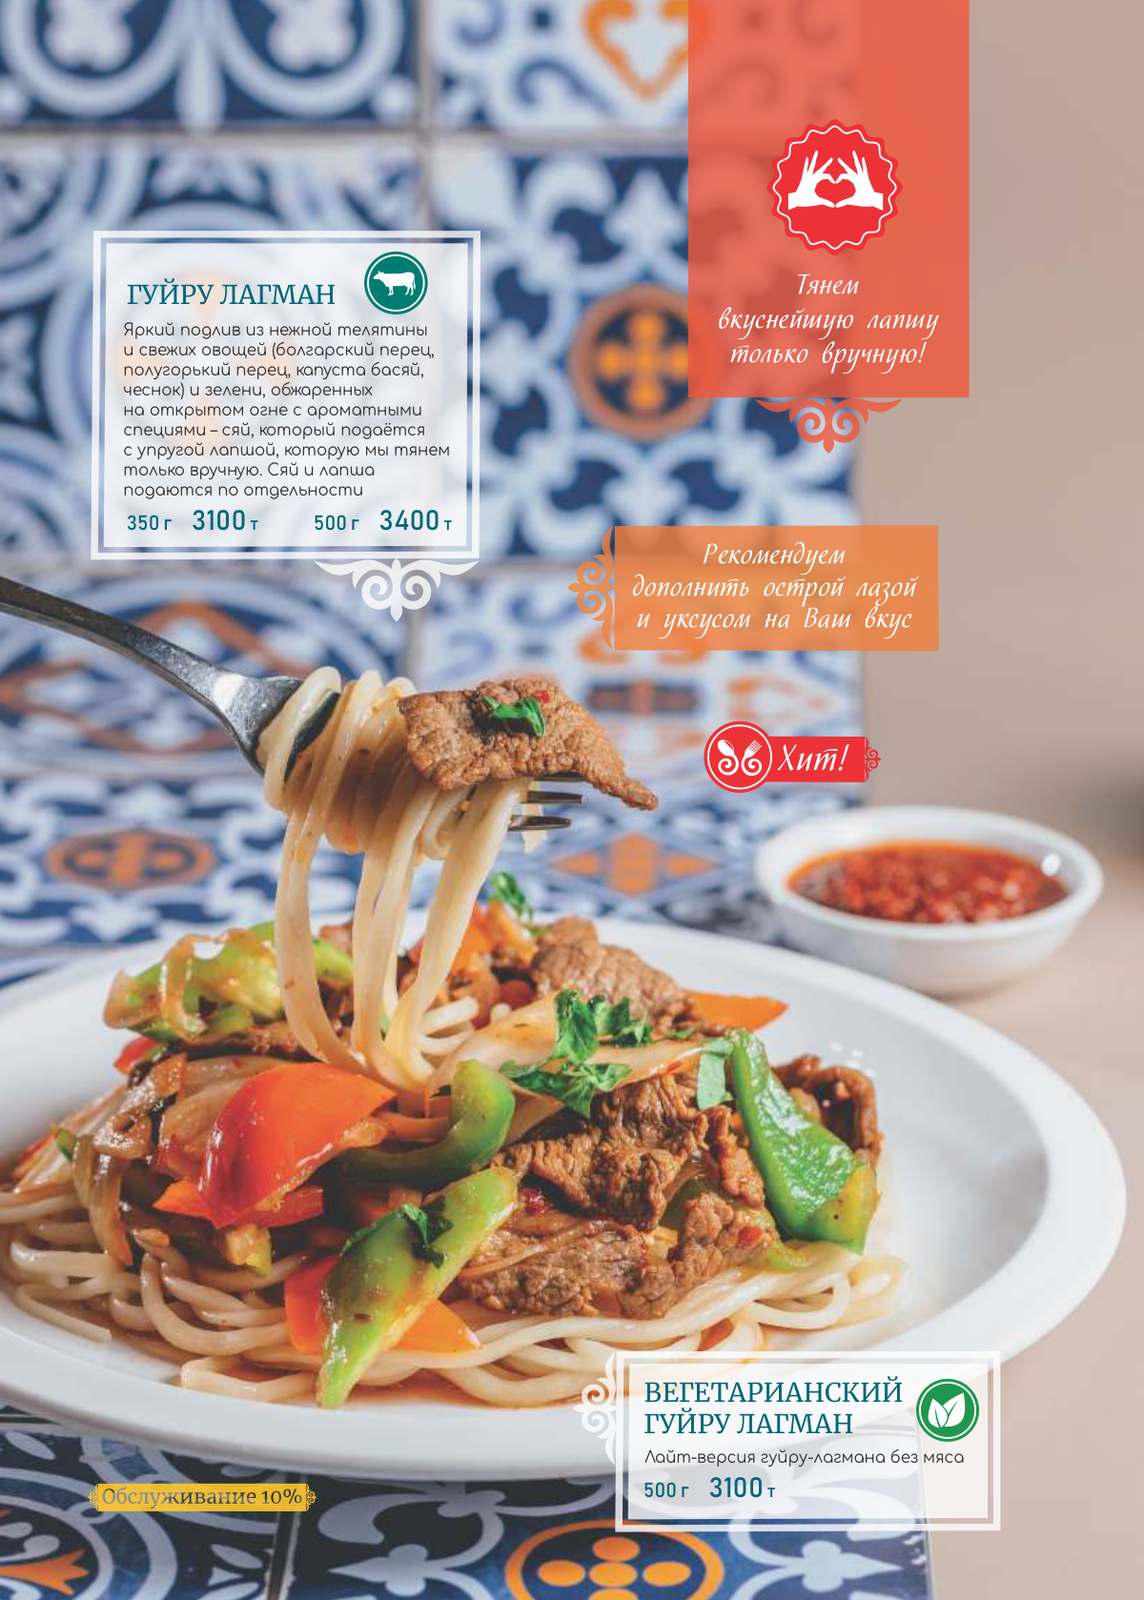 Тянем
вкуснейшую лапшу
только вручную!
ГУЙРУ ЛАГМАН
Яркий подлив из нежной телятины
и свежих овощей (болгарский перец,
полугорький перец, капуста басяй,
чеснок) и зелени, обжаренных
на открытом огне с ароматными
специями – сяй, который подаётся
с упругой лапшой, которую мы тянем
только вручную. Сяй и лапша
подаются по отдельности
350 г 3100 т 500 г 3400 т
Рекомендуем
дополнить острой лазой
и уксусом на Ваш вкус
Хит!
ВЕГЕТАРИАНСКИЙ
ГУЙРУ ЛАГМАН
Лайт-версия гуйру-лагмана без мяса
500 г 3100 т
Обслуживание 10%